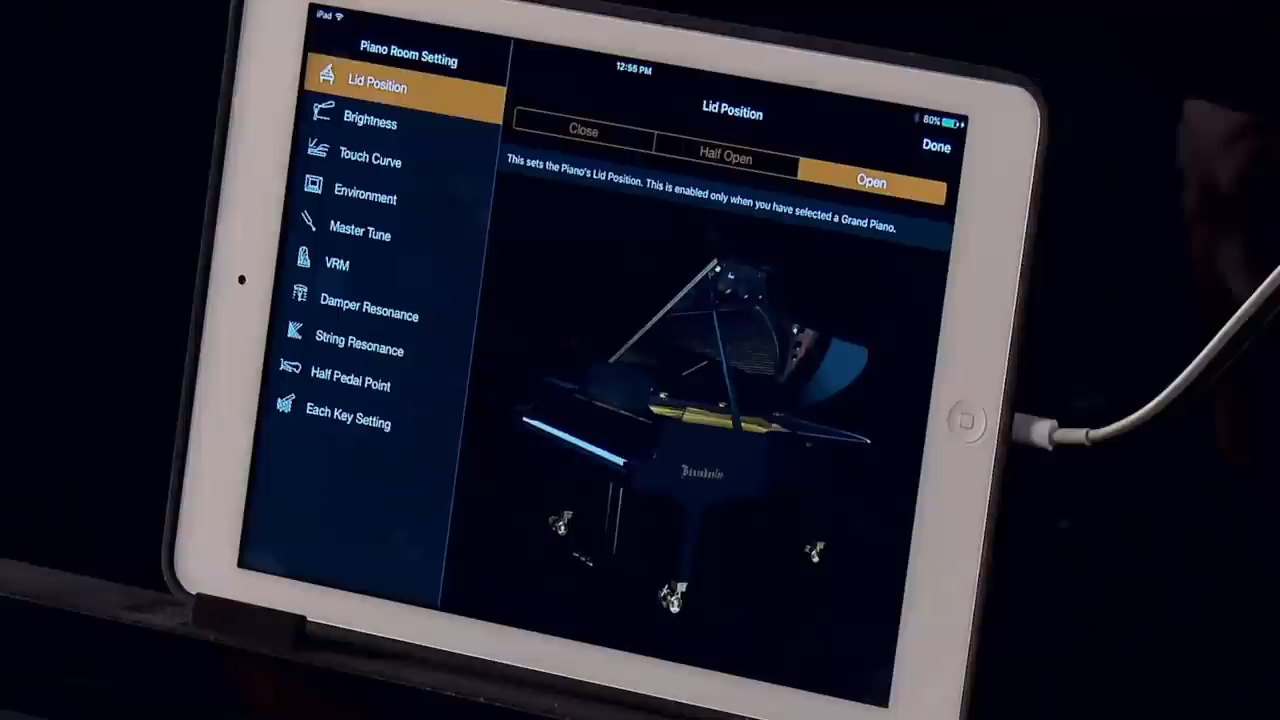 iPad
12:55 PM
80%
Piano Room Setting
Lid Position
Brightness
Touch Curve
Environment
Master Tune
VRM
Damper Resonance
String Resonance
Half Pedal Point
Each Key Setting
Lid Position
Done
Close
Half Open
Open
This sets the Piano's Lid Position. This is enabled only when you have selected a Grand Piano.
Bösendorfer